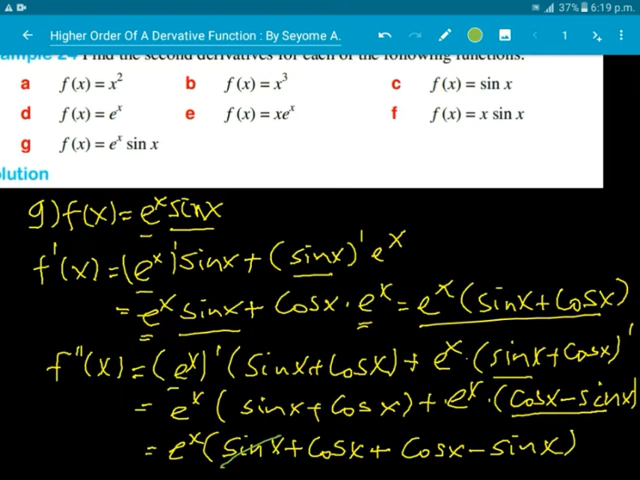 37% 6:19 p.m.
Higher Order Of A Derivative Function : By Seyome A. 1
ample 24 Find the second derivatives for each of the following functions.
a f(x) = x² b f(x) = x³ c f(x) = sin x
d f(x) = eˣ e f(x) = xeˣ f f(x) = x sin x
g f(x) = eˣ sin x
olution
g) f(x) = eˣ sinx
f'(x) = (eˣ)' sinx + (sinx)' eˣ
= eˣ sinx + cosx · eˣ = eˣ (sinx + cosx)
f''(x) = (eˣ)' (sinx + cosx) + eˣ · (sinx + cosx)'
= eˣ (sinx + cosx) + eˣ · (cosx - sinx)
= eˣ (sinx + cosx + cosx - sinx)